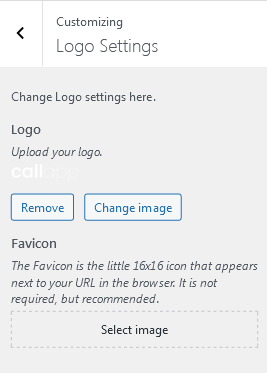 Customizing
Logo Settings
Change Logo settings here.
Logo
Upload your logo.
call
Remove
Change image
Favicon
The Favicon is the little 16x16 icon that appears
next to your URL in the browser. It is not
required, but recommended.
Select image